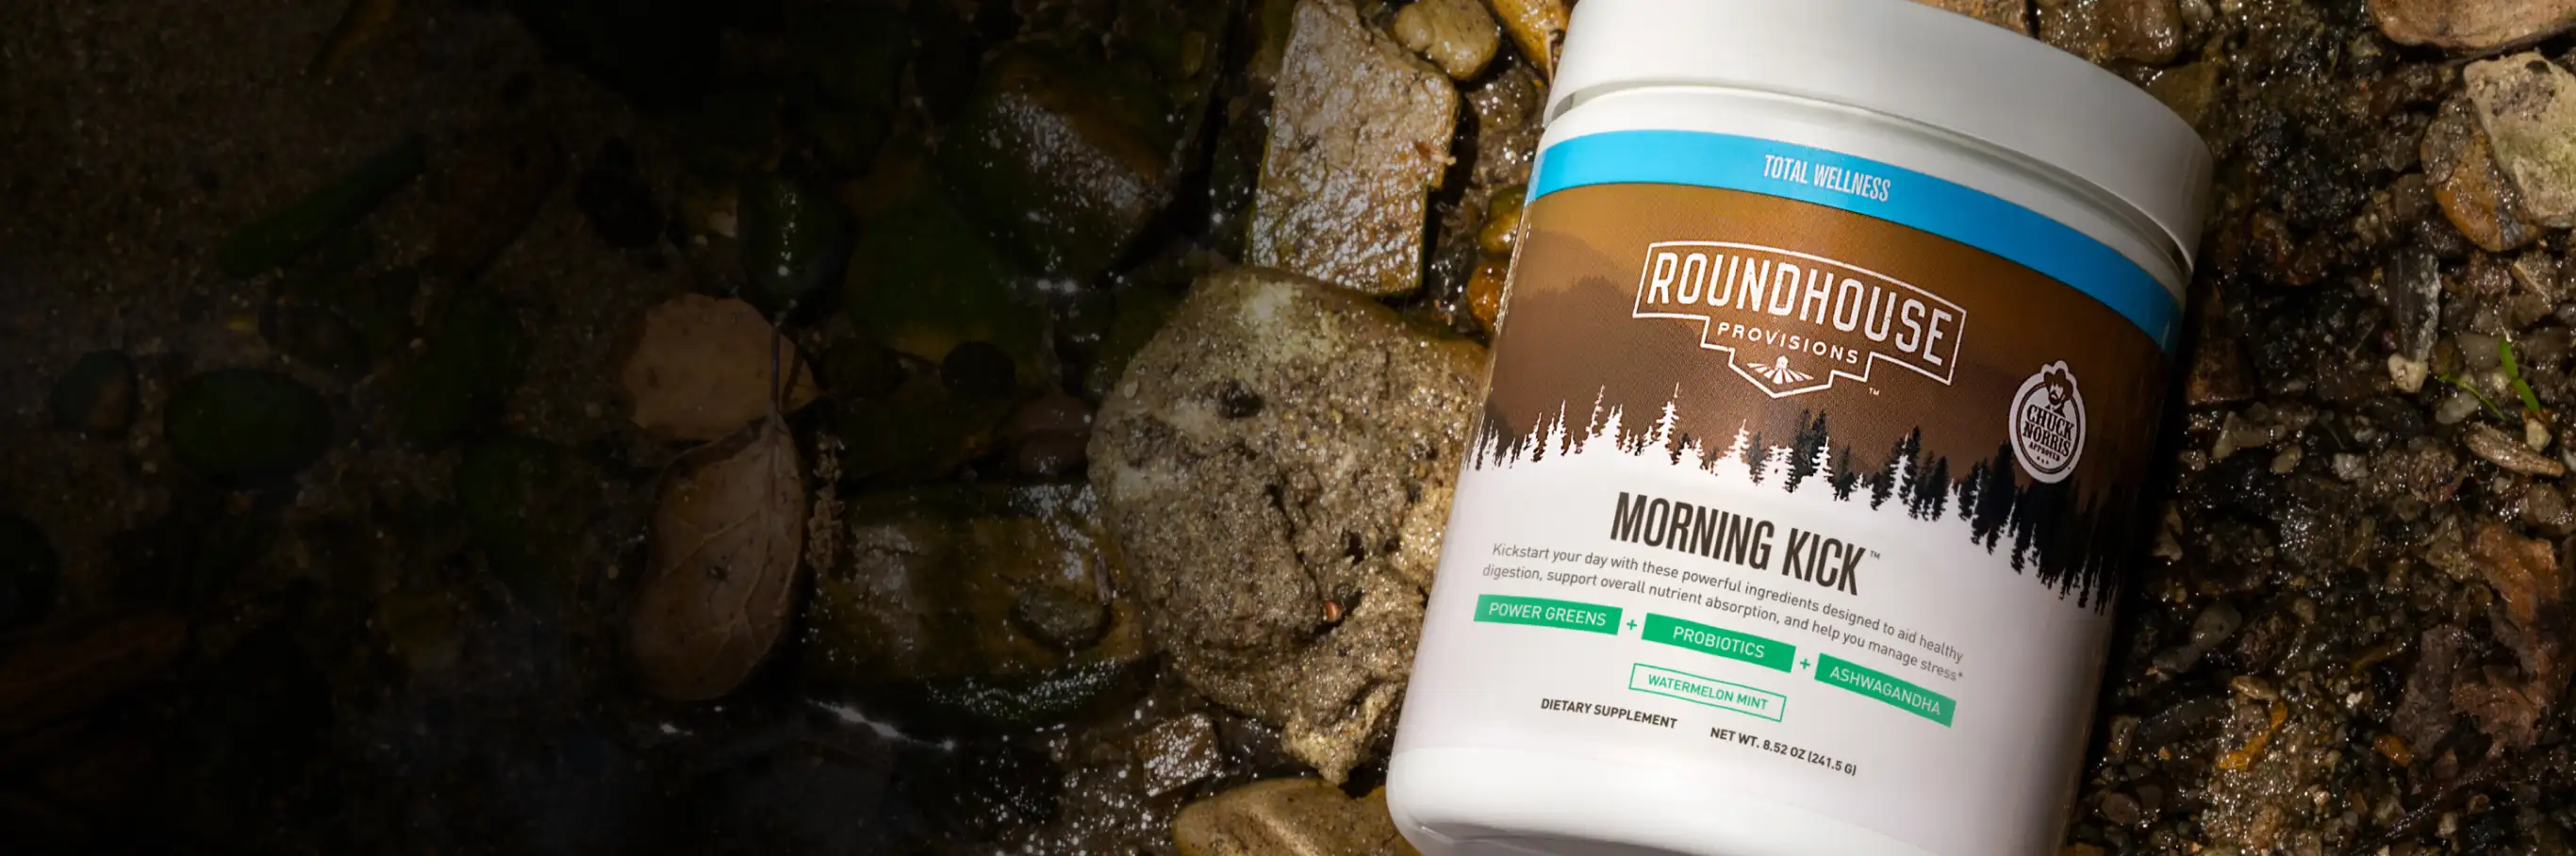 TOTAL WELLNESS
ROUNDHOUSE
PROVISIONS
™
CHUCK
NORRIS
APPROVED
MORNING KICK™
Kickstart your day with these powerful ingredients designed to aid healthy
digestion, support overall nutrient absorption, and help you manage stress*
POWER GREENS + PROBIOTICS + ASHWAGANDHA
WATERMELON MINT
DIETARY SUPPLEMENT NET WT. 8.52 OZ (241.5 G)